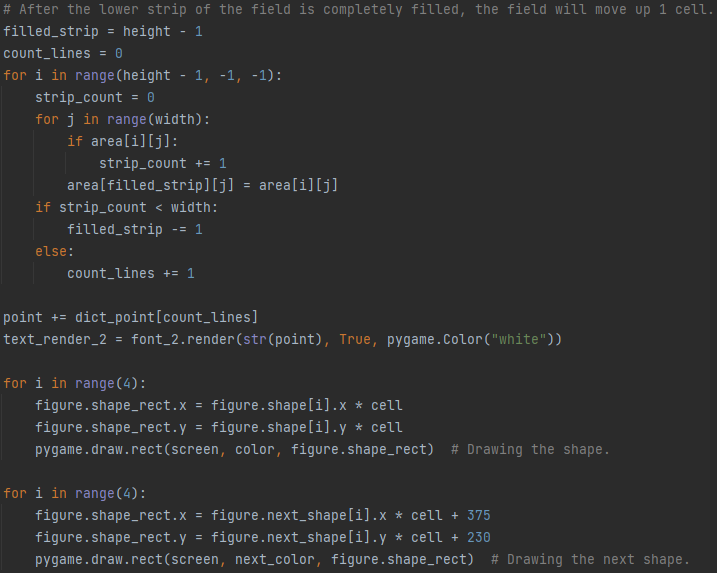 # After the lower strip of the field is completely filled, the field will move up 1 cell.
filled_strip = height - 1
count_lines = 0
for i in range(height - 1, -1, -1):
    strip_count = 0
    for j in range(width):
        if area[i][j]:
            strip_count += 1
        area[filled_strip][j] = area[i][j]
    if strip_count < width:
        filled_strip -= 1
    else:
        count_lines += 1

point += dict_point[count_lines]
text_render_2 = font_2.render(str(point), True, pygame.Color("white"))

for i in range(4):
    figure.shape_rect.x = figure.shape[i].x * cell
    figure.shape_rect.y = figure.shape[i].y * cell
    pygame.draw.rect(screen, color, figure.shape_rect)  # Drawing the shape.

for i in range(4):
    figure.shape_rect.x = figure.next_shape[i].x * cell + 375
    figure.shape_rect.y = figure.next_shape[i].y * cell + 230
    pygame.draw.rect(screen, next_color, figure.shape_rect)  # Drawing the next shape.